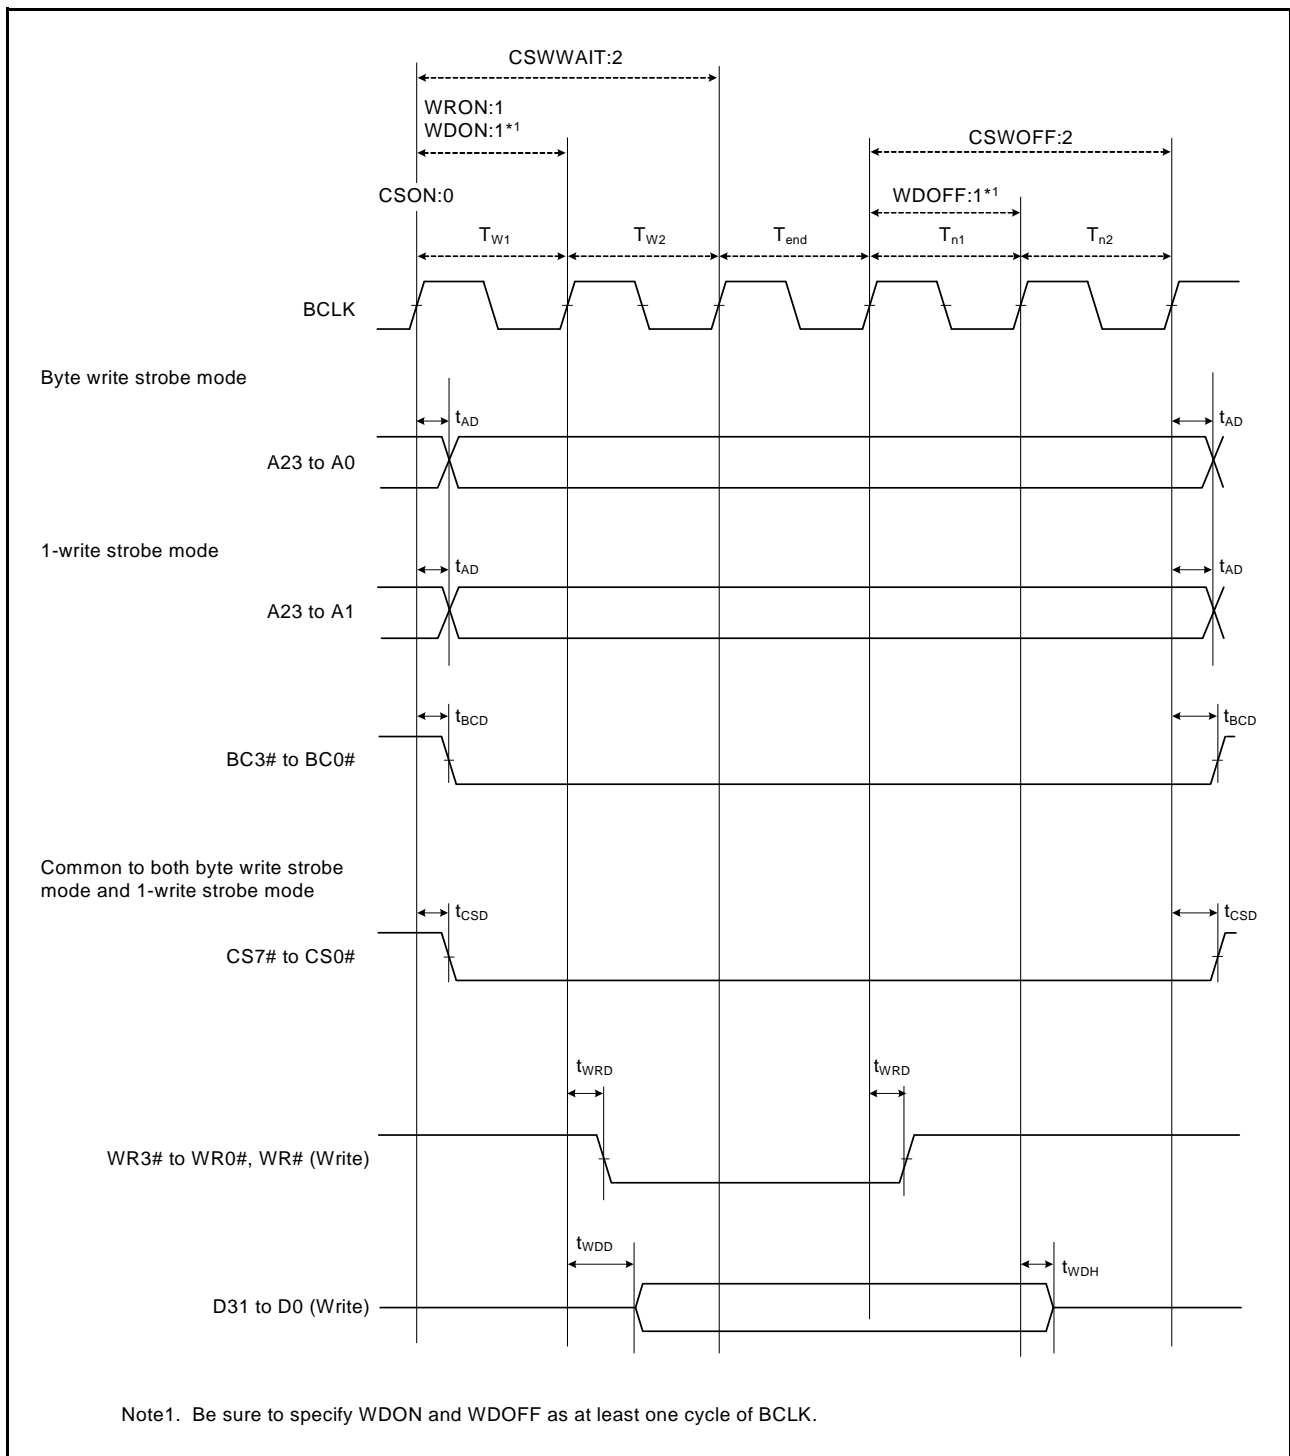 CSWWAIT:2
WRON:1
WDON:1*1
CSWOFF:2
CSON:0
WDOFF:1*1
TW1 TW2 Tend Tn1 Tn2
BCLK
Byte write strobe mode
tAD tAD
A23 to A0
1-write strobe mode
tAD tAD
A23 to A1
tBCD tBCD
BC3# to BC0#
Common to both byte write strobe
mode and 1-write strobe mode
tCSD tCSD
CS7# to CS0#
tWRD tWRD
WR3# to WR0#, WR# (Write)
tWDD tWDH
D31 to D0 (Write)
Note1. Be sure to specify WDON and WDOFF as at least one cycle of BCLK.